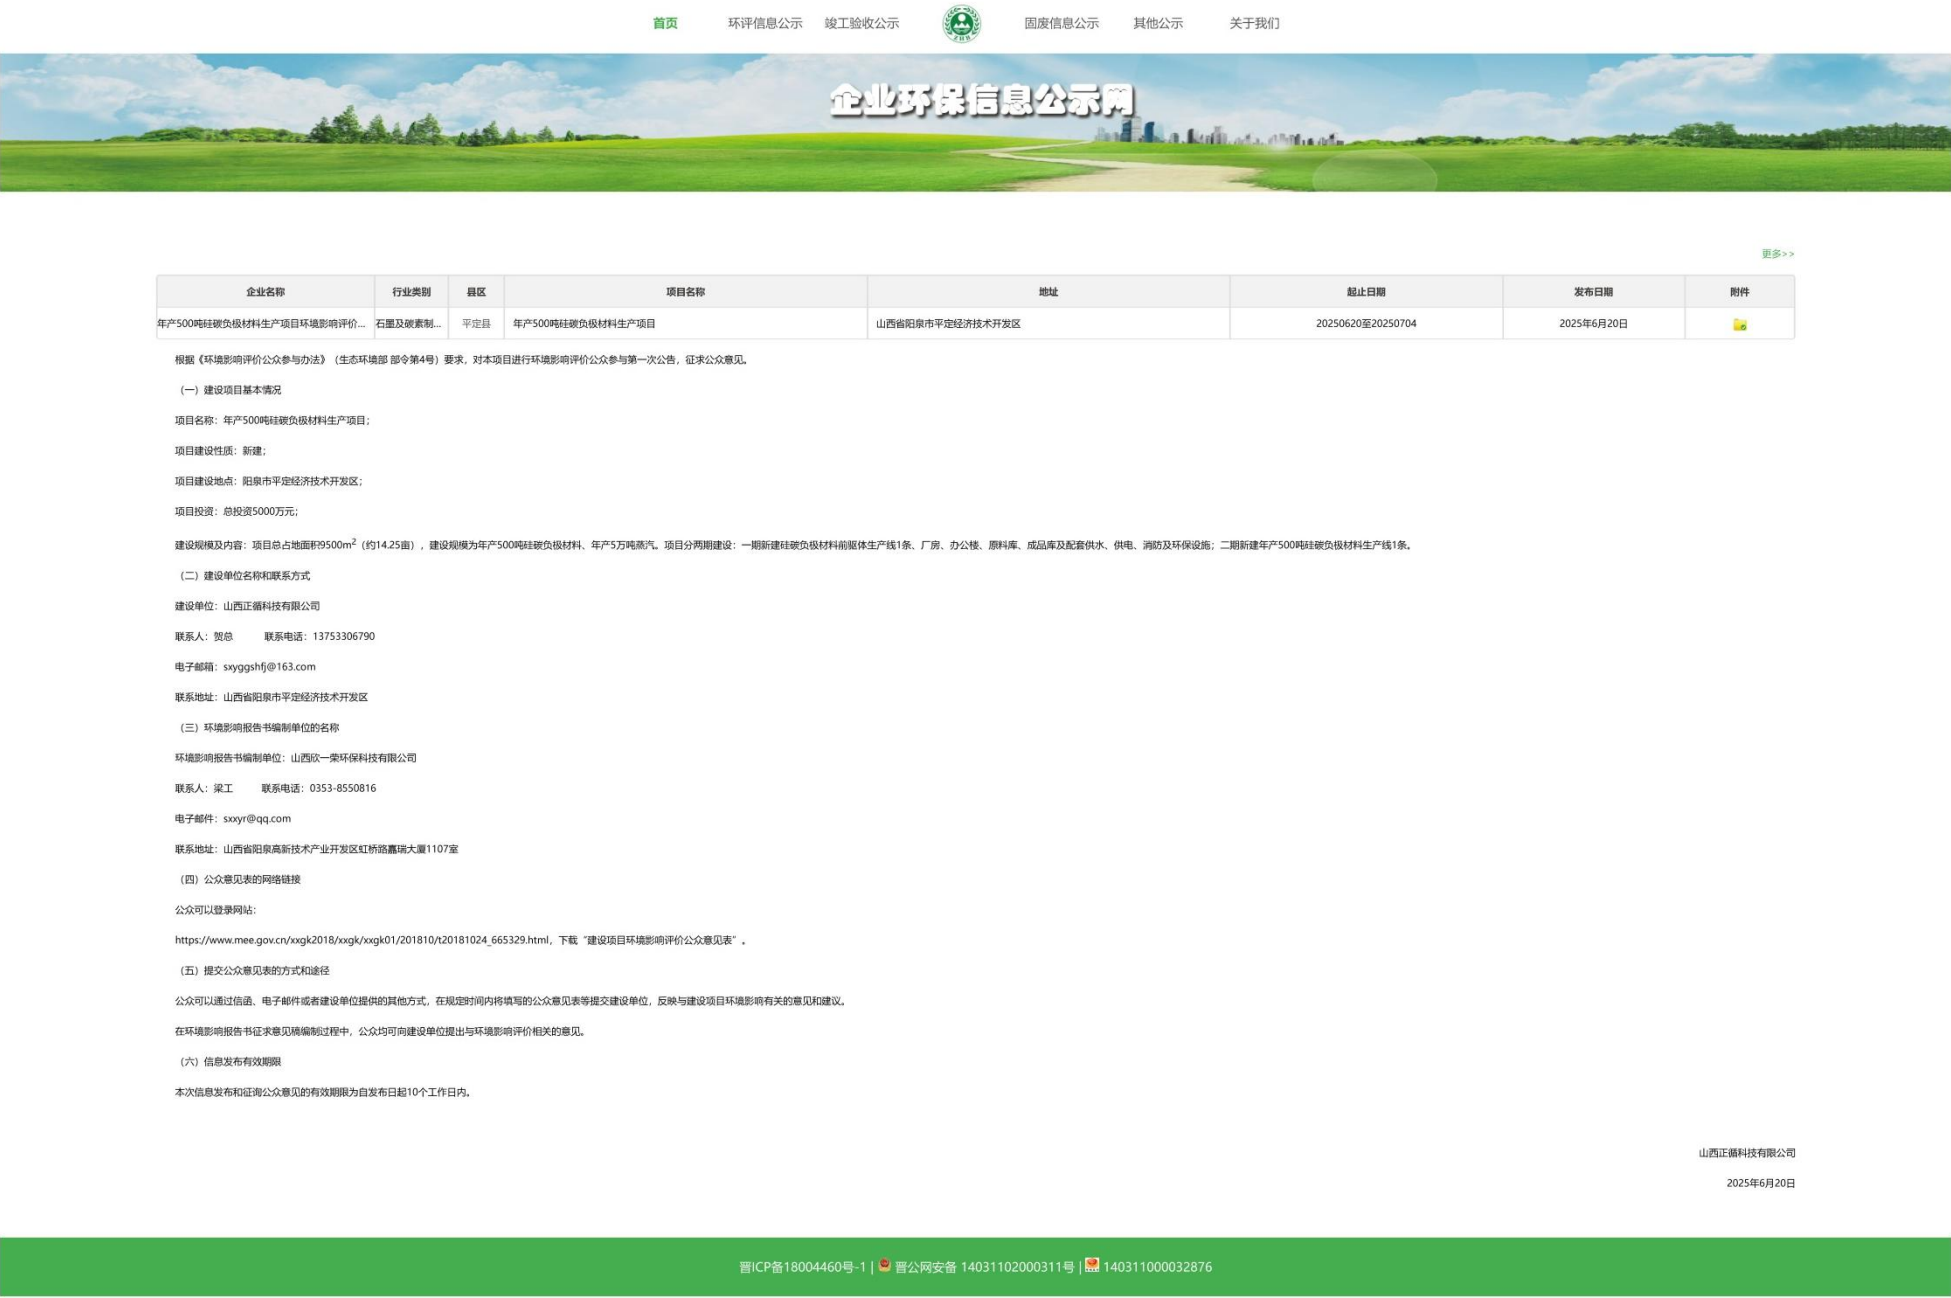 首页 环评信息公示 竣工验收公示 固废信息公示 其他公示 关于我们
企业环保信息公示网
更多>>
企业名称 行业类别 县区 项目名称 地址 起止日期 发布日期 附件
年产500吨硅碳负极材料生产项目环境影响评价... 石墨及碳素制... 平定县 年产500吨硅碳负极材料生产项目 山西省阳泉市平定经济技术开发区 20250620至20250704 2025年6月20日
根据《环境影响评价公众参与办法》（生态环境部 部令第4号）要求，对本项目进行环境影响评价公众参与第一次公告，征求公众意见。
（一）建设项目基本情况
项目名称：年产500吨硅碳负极材料生产项目；
项目建设性质：新建；
项目建设地点：阳泉市平定经济技术开发区；
项目投资：总投资5000万元；
建设规模及内容：项目总占地面积9500m²（约14.25亩），建设规模为年产500吨硅碳负极材料、年产5万吨蒸汽。项目分两期建设：一期新建硅碳负极材料前驱体生产线1条、厂房、办公楼、原料库、成品库及配套供水、供电、消防及环保设施；二期新建年产500吨硅碳负极材料生产线1条。
（二）建设单位名称和联系方式
建设单位：山西正循科技有限公司
联系人：贺总 联系电话：13753306790
电子邮箱：sxyggshfj@163.com
联系地址：山西省阳泉市平定经济技术开发区
（三）环境影响报告书编制单位的名称
环境影响报告书编制单位：山西欣一荣环保科技有限公司
联系人：梁工 联系电话：0353-8550816
电子邮件：sxxyr@qq.com
联系地址：山西省阳泉高新技术产业开发区虹桥路嘉瑞大厦1107室
（四）公众意见表的网络链接
公众可以登录网站：
https://www.mee.gov.cn/xxgk2018/xxgk/xxgk01/201810/t20181024_665329.html，下载“建设项目环境影响评价公众意见表”。
（五）提交公众意见表的方式和途径
公众可以通过信函、电子邮件或者建设单位提供的其他方式，在规定时间内将填写的公众意见表等提交建设单位，反映与建设项目环境影响有关的意见和建议。
在环境影响报告书征求意见稿编制过程中，公众均可向建设单位提出与环境影响评价相关的意见。
（六）信息发布有效期限
本次信息发布和征询公众意见的有效期限为自发布日起10个工作日内。
山西正循科技有限公司
2025年6月20日
晋ICP备18004460号-1 | 晋公网安备 14031102000311号 | 140311000032876